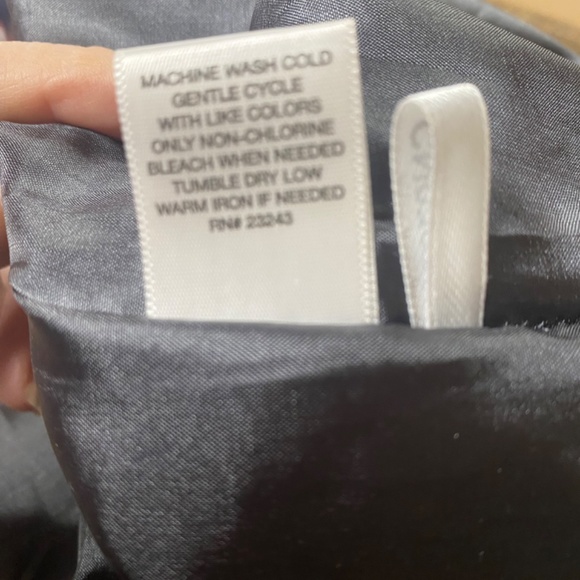 MACHINE WASH COLD
GENTLE CYCLE
WITH LIKE COLORS
ONLY NON-CHLORINE
BLEACH WHEN NEEDED
TUMBLE DRY LOW
WARM IRON IF NEEDED
RN# 23243